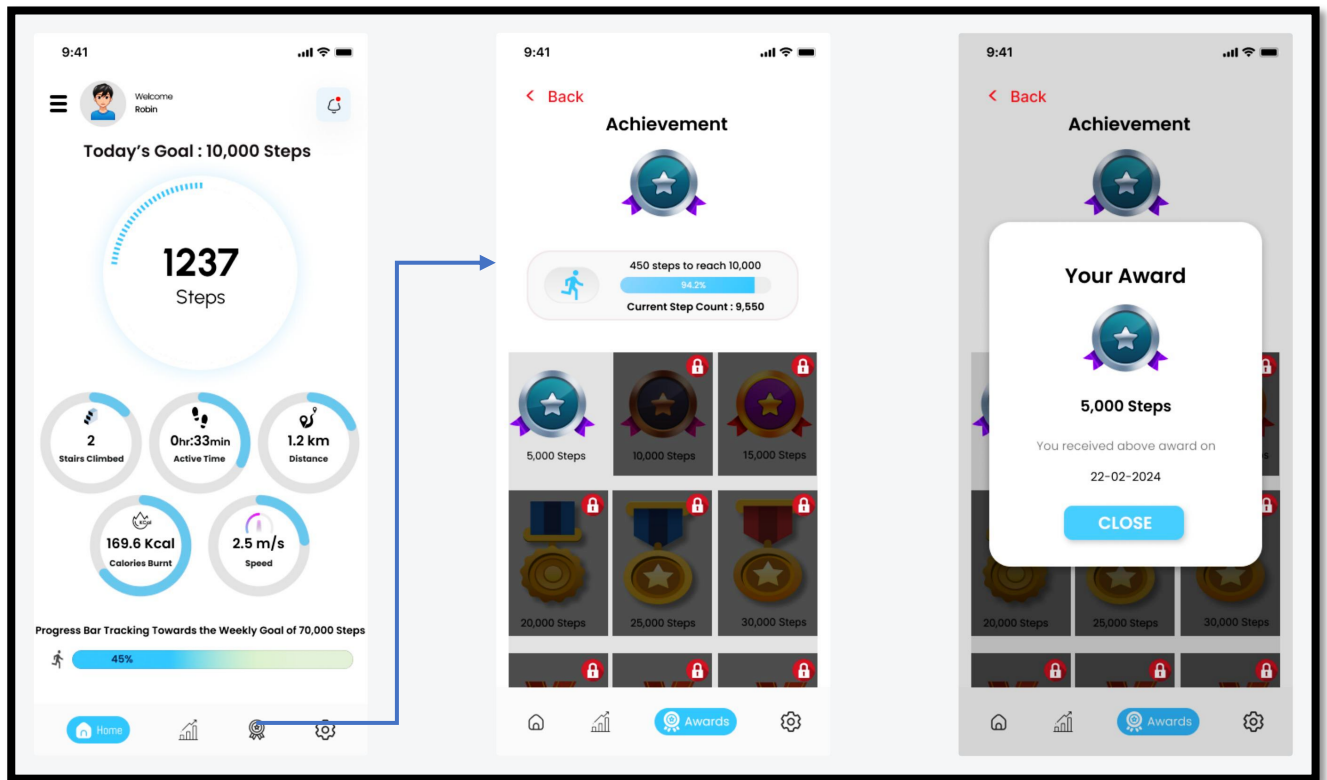 9:41
Welcome
Robin
Today's Goal : 10,000 Steps
1237
Steps
2
Stairs Climbed
0hr:33min
Active Time
1.2 km
Distance
KCal
169.6 Kcal
Calories Burnt
2.5 m/s
Speed
Progress Bar Tracking Towards the Weekly Goal of 70,000 Steps
45%
Home
9:41
Back
Achievement
450 steps to reach 10,000
94.2%
Current Step Count : 9,550
5,000 Steps
10,000 Steps
15,000 Steps
20,000 Steps
25,000 Steps
30,000 Steps
Awards
9:41
Back
Achievement
Your Award
5,000 Steps
You received above award on
22-02-2024
CLOSE
s
20,000 Steps
25,000 Steps
30,000 Steps
Awards